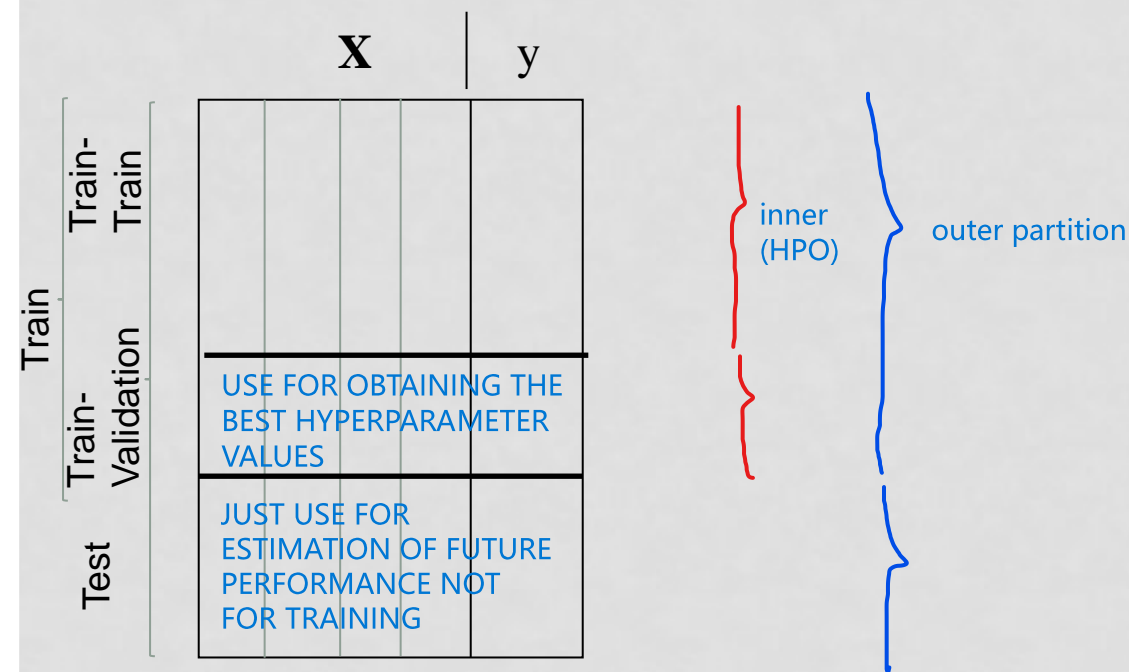 X
y
Train
Train-
Train
Train-
Validation
Test
USE FOR OBTAINING THE
BEST HYPERPARAMETER
VALUES
JUST USE FOR
ESTIMATION OF FUTURE
PERFORMANCE NOT
FOR TRAINING
inner
(HPO)
outer partition